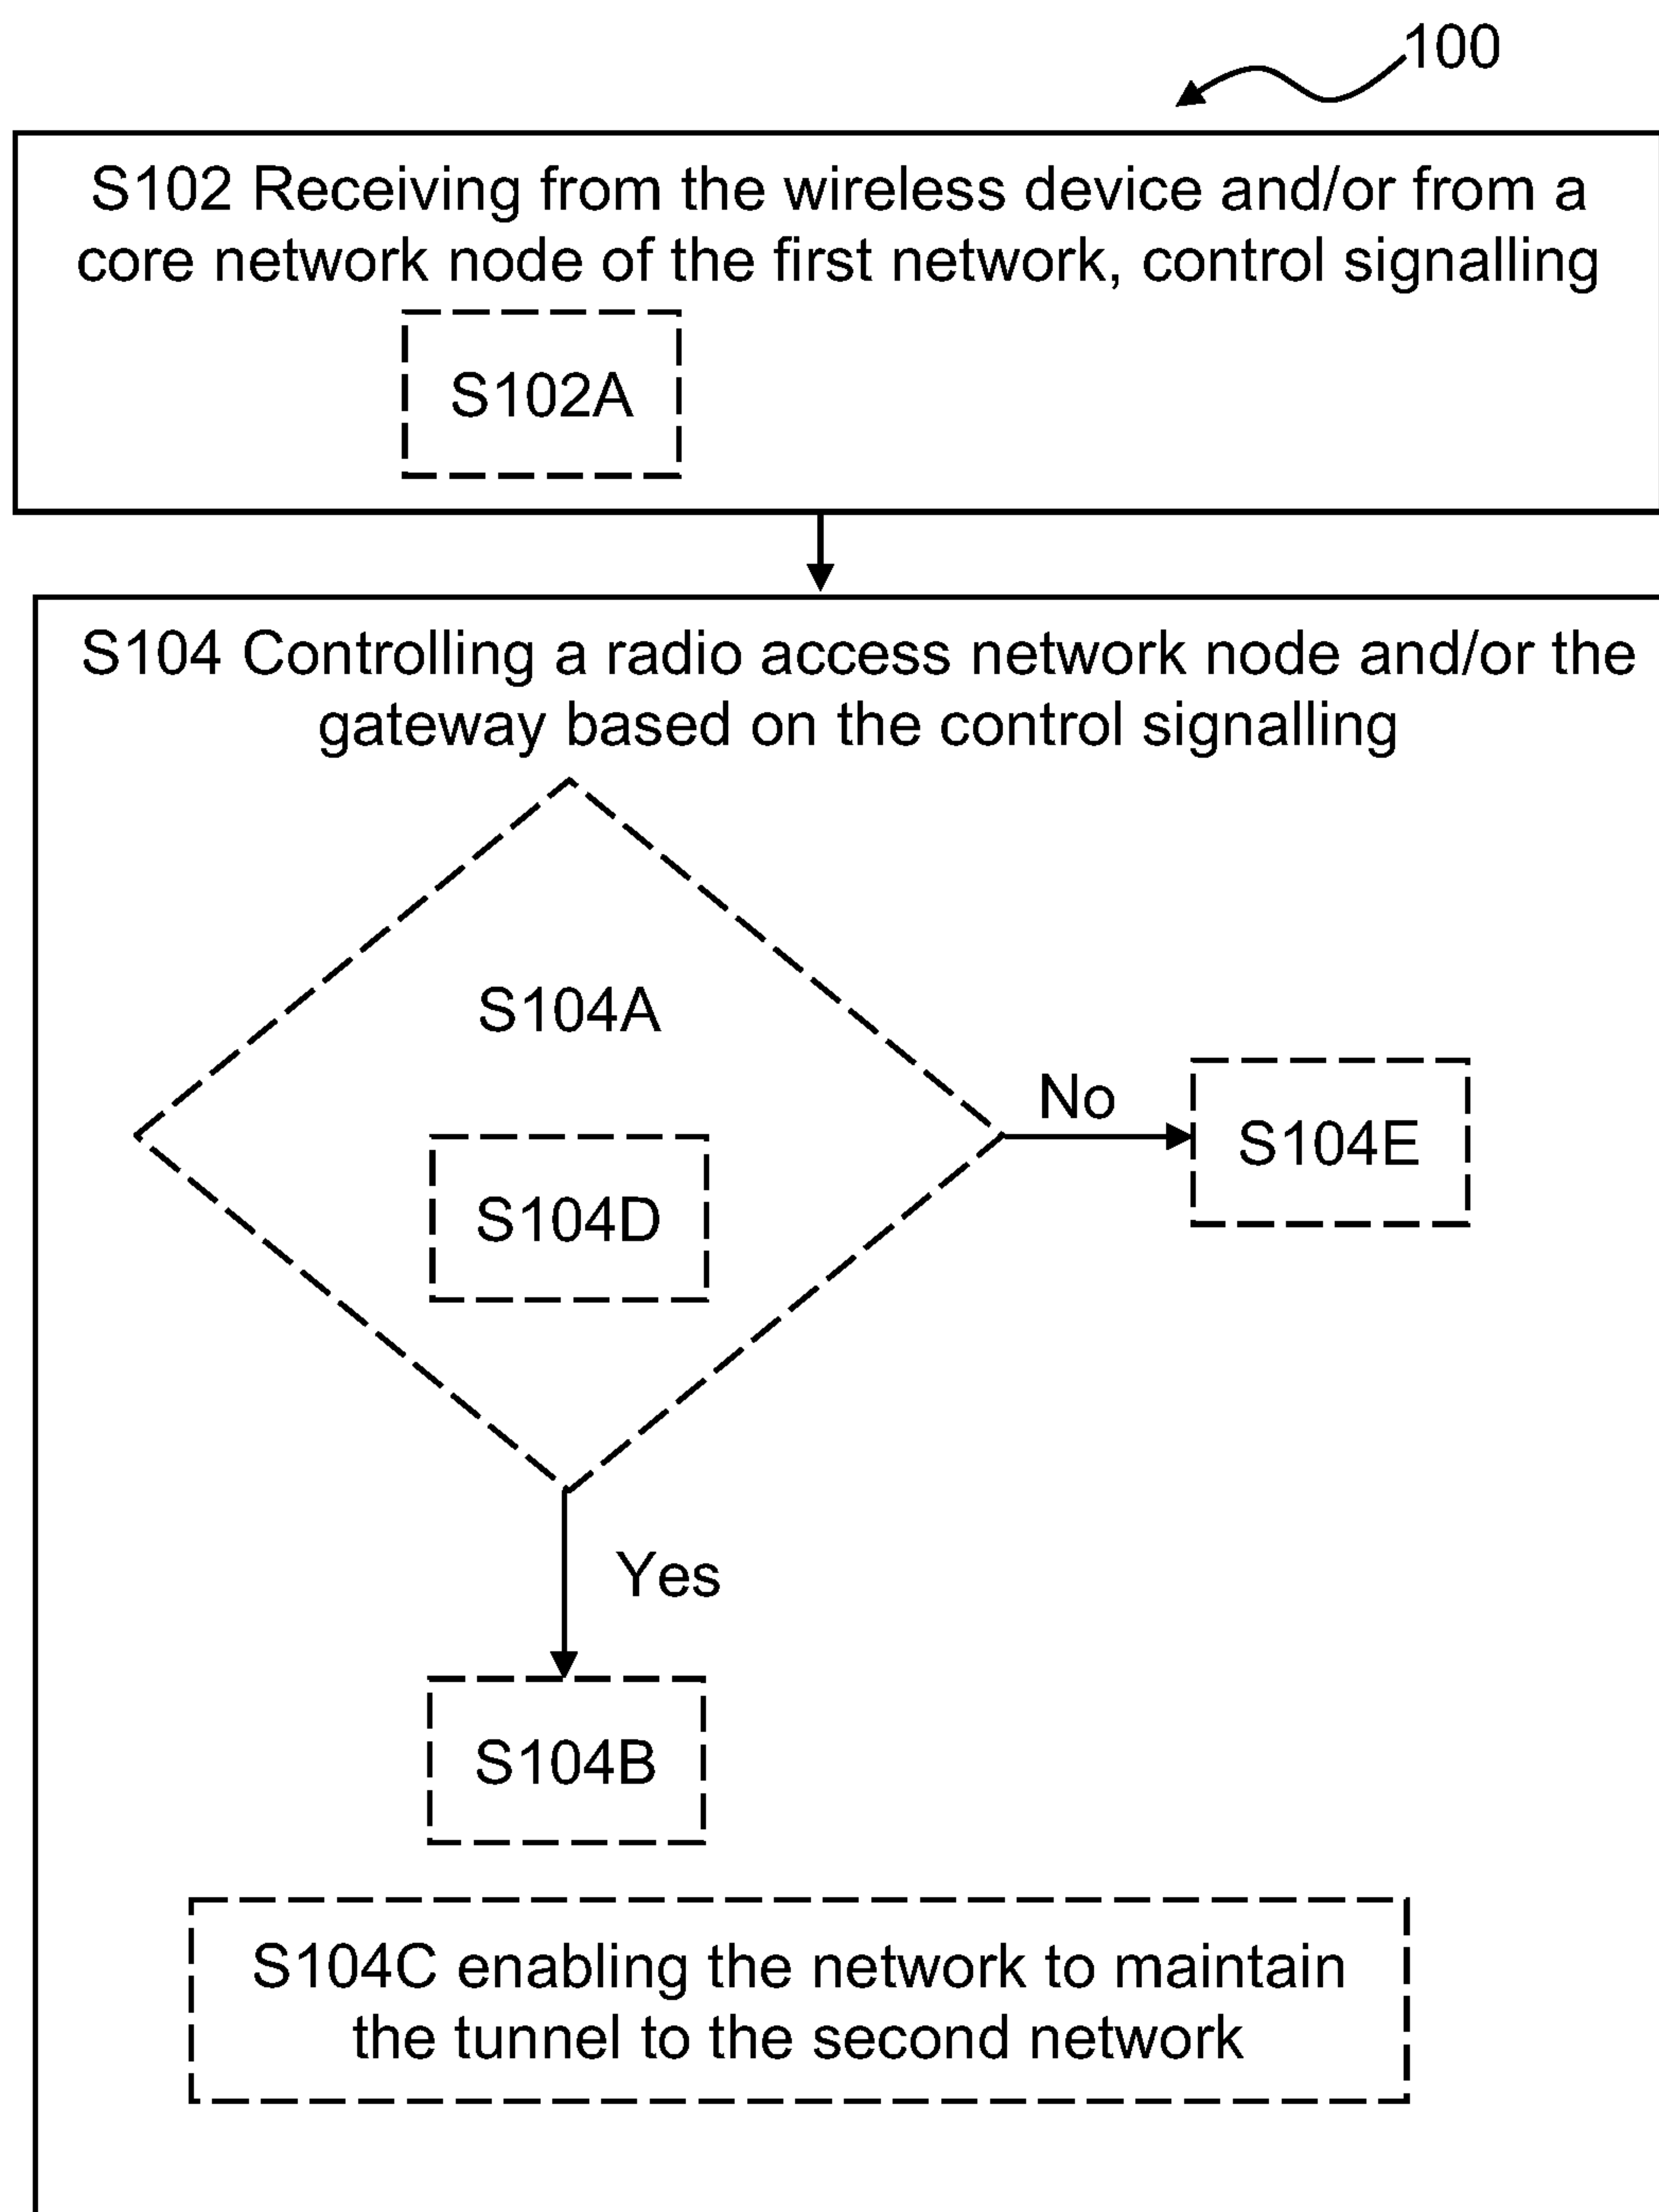 100
S102 Receiving from the wireless device and/or from a
core network node of the first network, control signalling
S102A
S104 Controlling a radio access network node and/or the
gateway based on the control signalling
S104A
No
S104E
S104D
Yes
S104B
S104C enabling the network to maintain
the tunnel to the second network